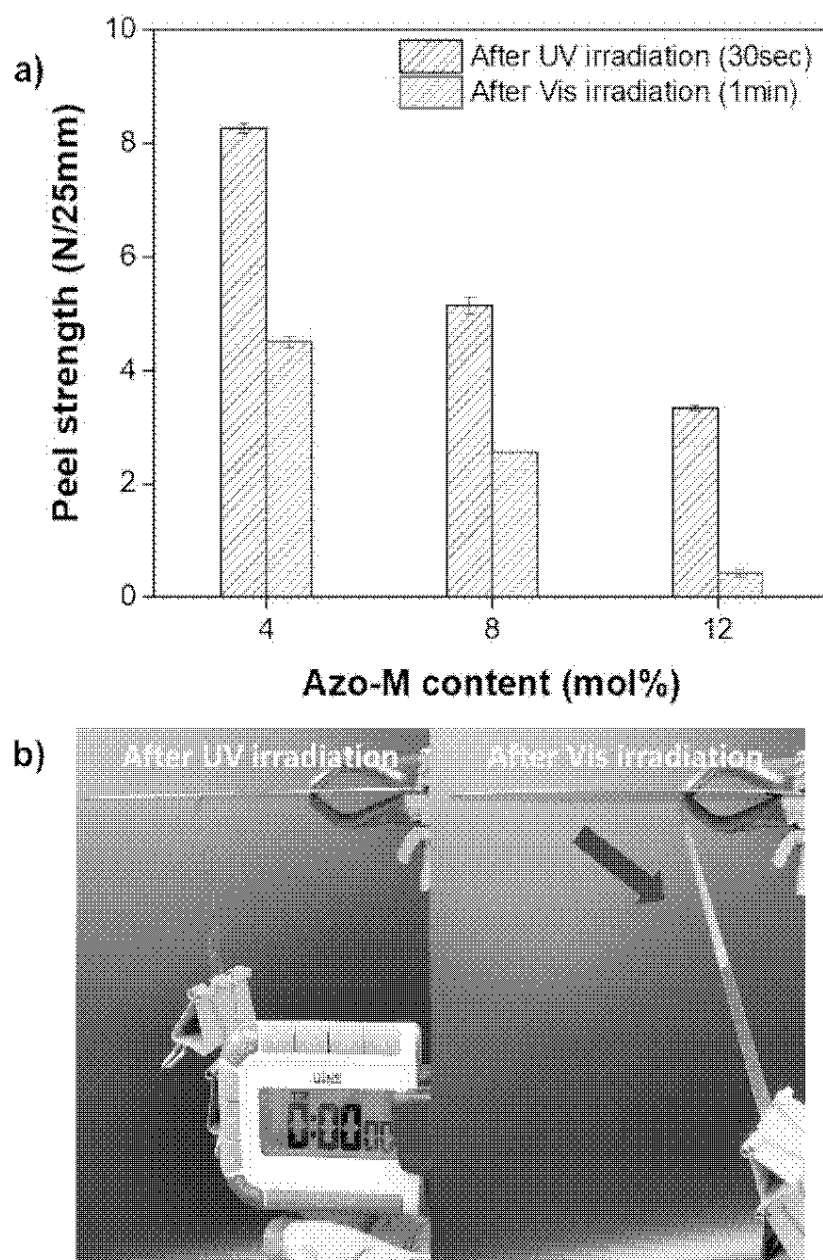 a)
10
After UV irradiation (30sec)
After Vis irradiation (1min)
8
6
4
2
0
Peel strength (N/25mm)
4 8 12
Azo-M content (mol%)
b)
After UV irradiation
After Vis irradiation
0:00 00